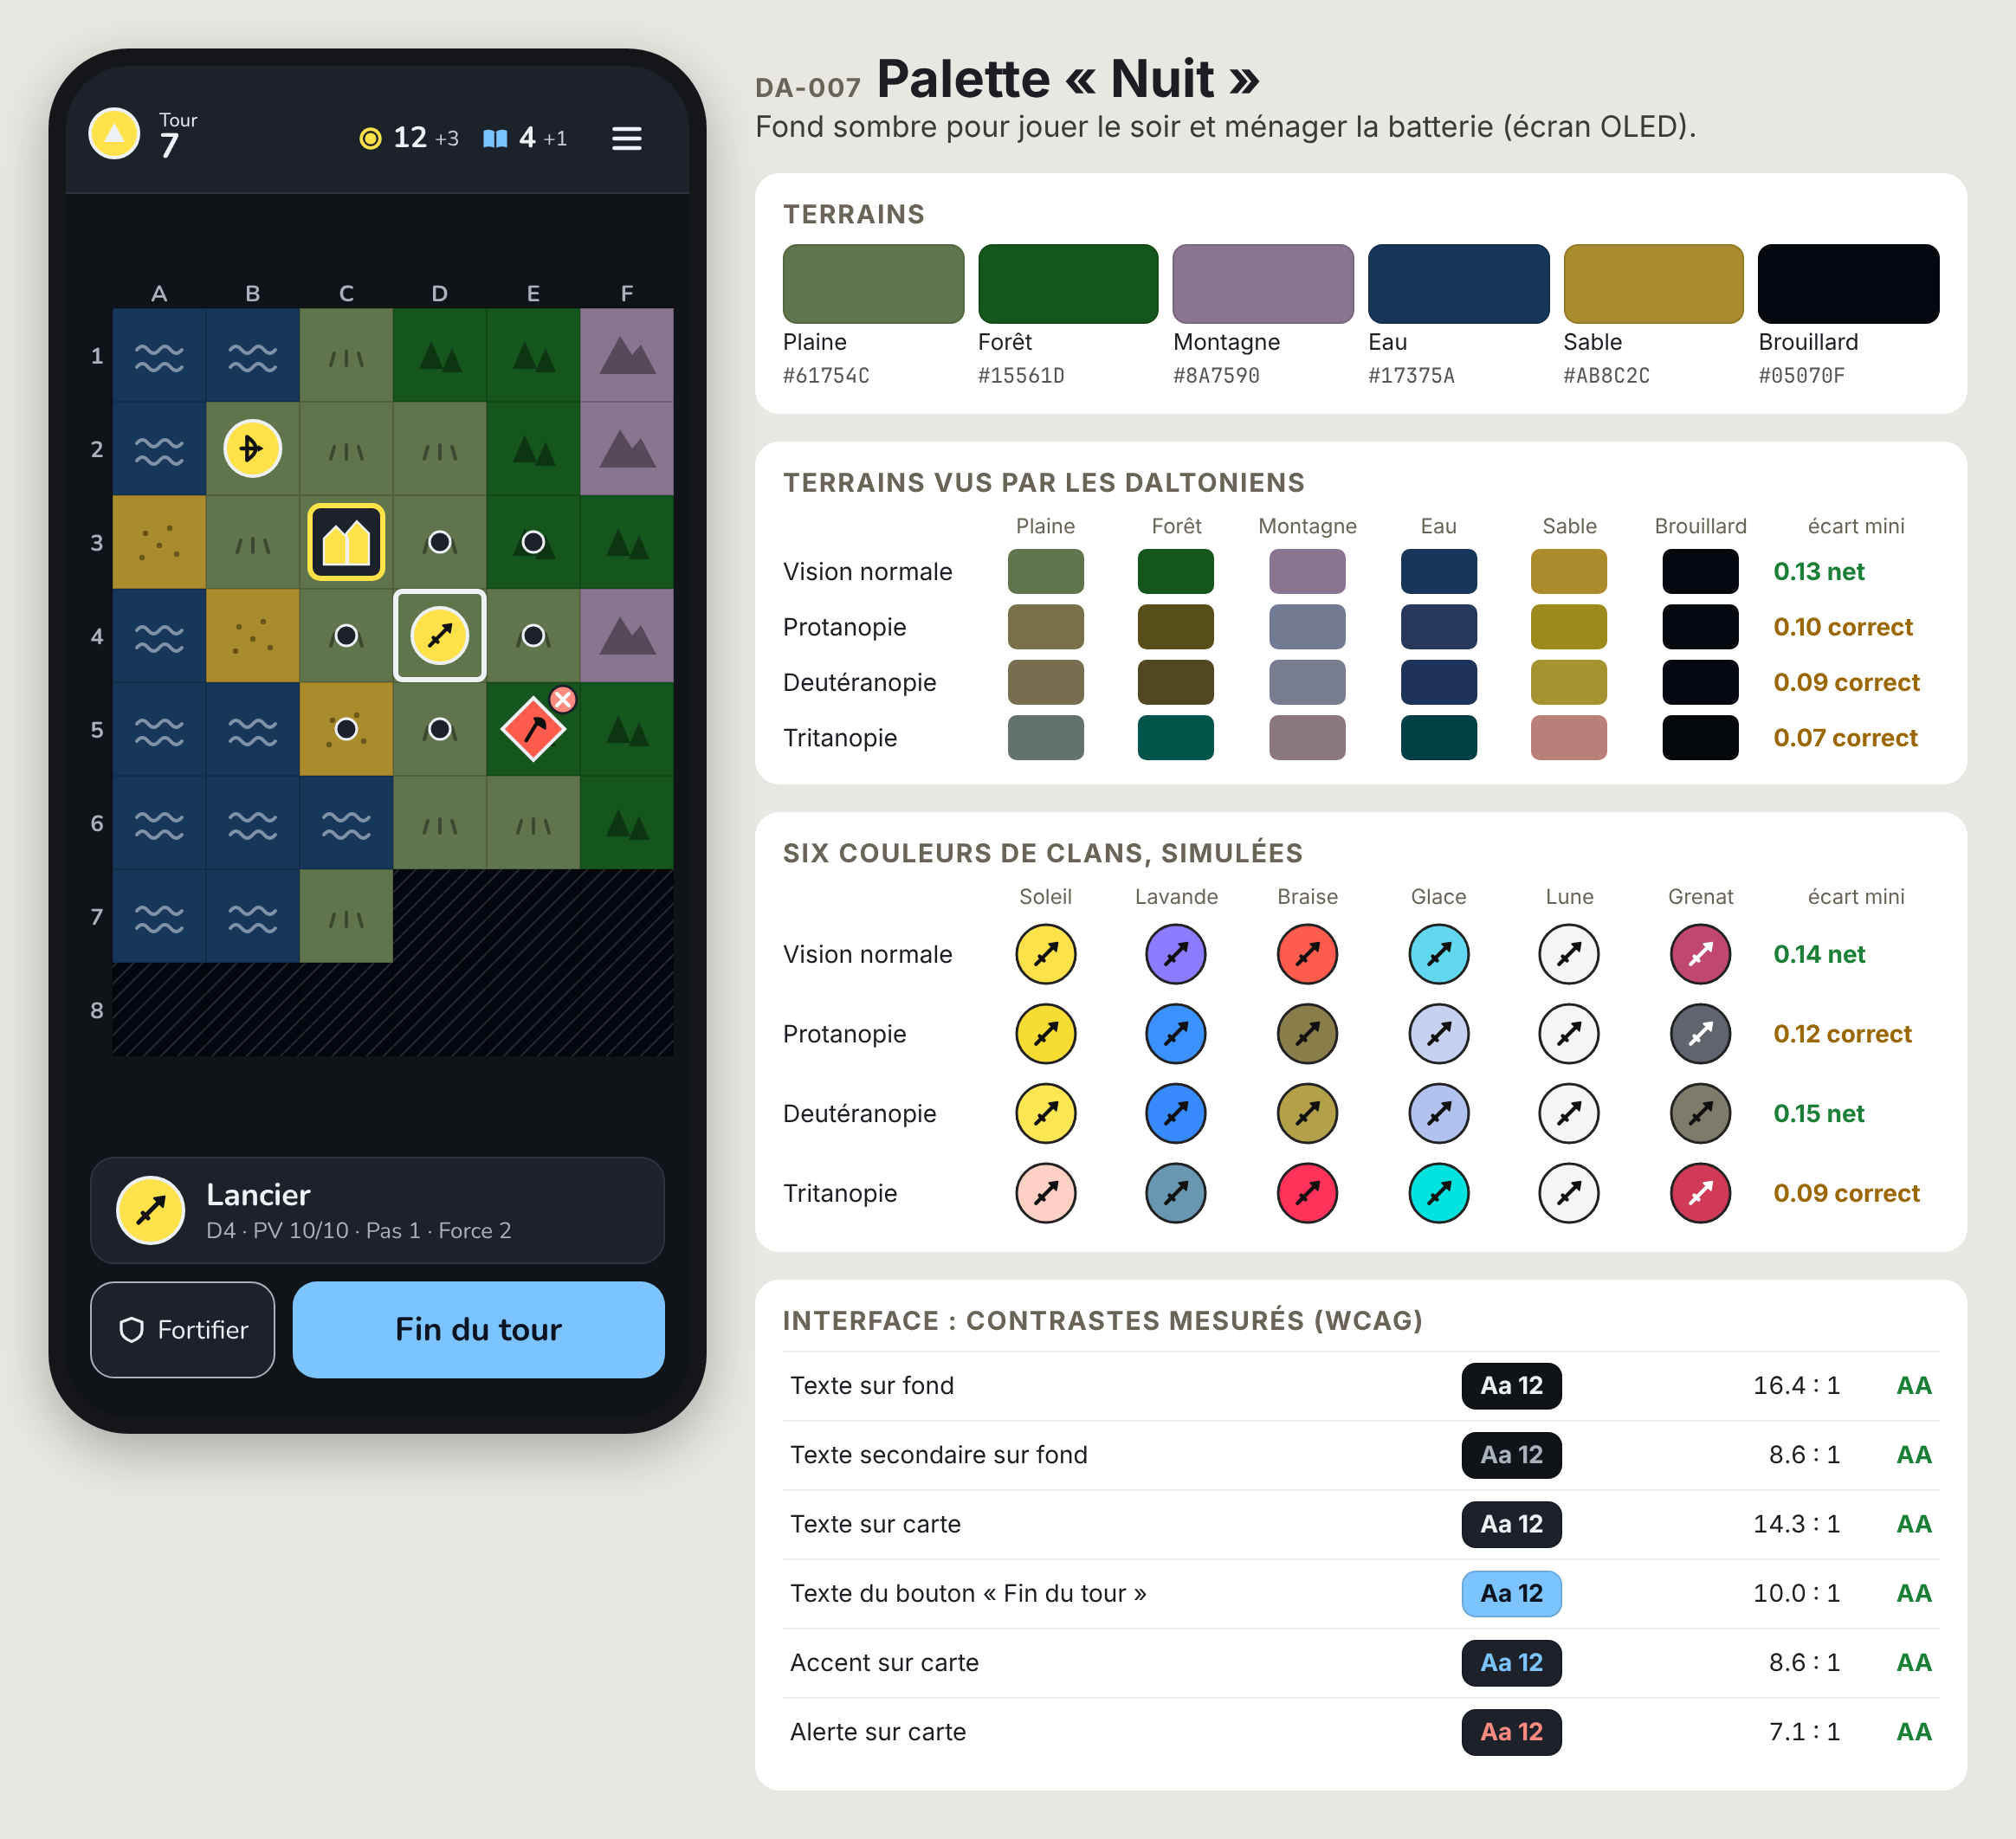 Tour
7
12 +3
4 +1
A B C D E F
1
2
3
4
5
6
7
8
Lancier
D4 · PV 10/10 · Pas 1 · Force 2
Fortifier
Fin du tour
DA-007 Palette « Nuit »
Fond sombre pour jouer le soir et ménager la batterie (écran OLED).
TERRAINS
Plaine Forêt Montagne Eau Sable Brouillard
#61754C #15561D #8A7590 #17375A #AB8C2C #05070F
TERRAINS VUS PAR LES DALTONIENS
Plaine Forêt Montagne Eau Sable Brouillard écart mini
Vision normale 0.13 net
Protanopie 0.10 correct
Deutéranopie 0.09 correct
Tritanopie 0.07 correct
SIX COULEURS DE CLANS, SIMULÉES
Soleil Lavande Braise Glace Lune Grenat écart mini
Vision normale 0.14 net
Protanopie 0.12 correct
Deutéranopie 0.15 net
Tritanopie 0.09 correct
INTERFACE : CONTRASTES MESURÉS (WCAG)
Texte sur fond Aa 12 16.4 : 1 AA
Texte secondaire sur fond Aa 12 8.6 : 1 AA
Texte sur carte Aa 12 14.3 : 1 AA
Texte du bouton « Fin du tour » Aa 12 10.0 : 1 AA
Accent sur carte Aa 12 8.6 : 1 AA
Alerte sur carte Aa 12 7.1 : 1 AA